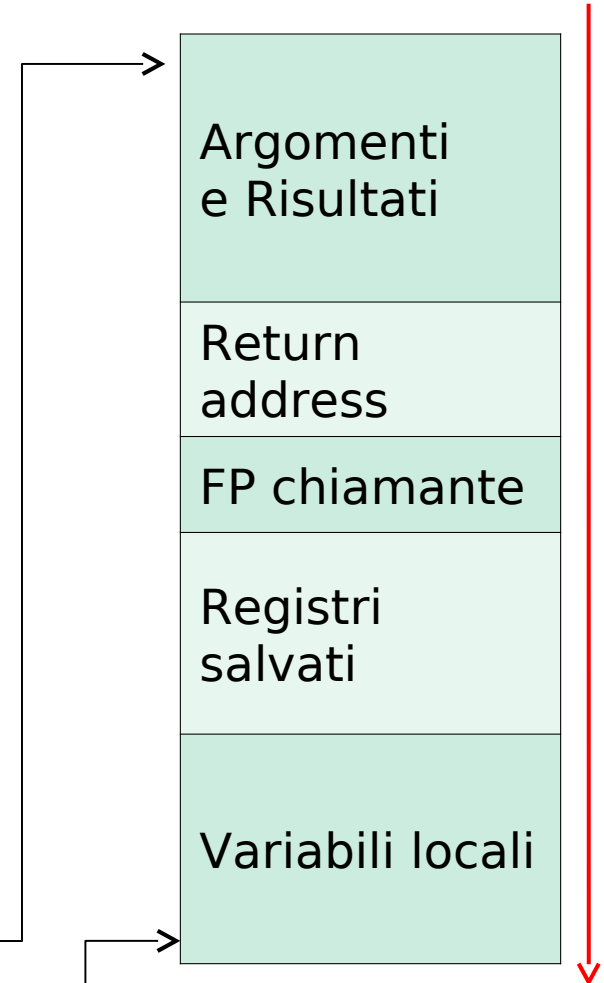 Argomenti
e Risultati
Return
address
FP chiamante
Registri
salvati
Variabili locali